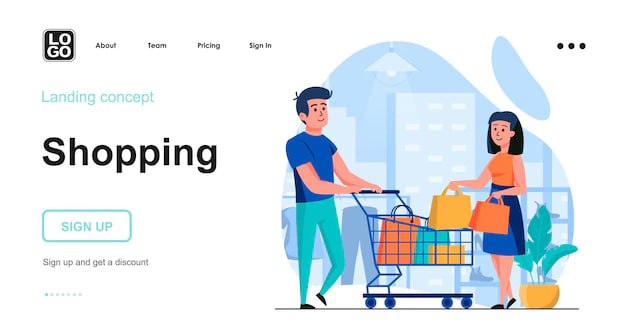 LO
GO
About Team Pricing Sign In
Landing concept
Shopping
SIGN UP
Sign up and get a discount